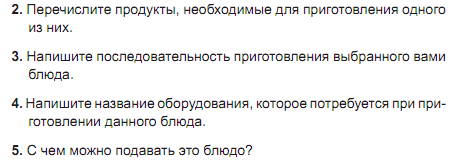 2. Перечислите продукты, необходимые для приготовления одного
из них.
3. Напишите последовательность приготовления выбранного вами
блюда.
4. Напишите название оборудования, которое потребуется при при-
готовлении данного блюда.
5. С чем можно подавать это блюдо?